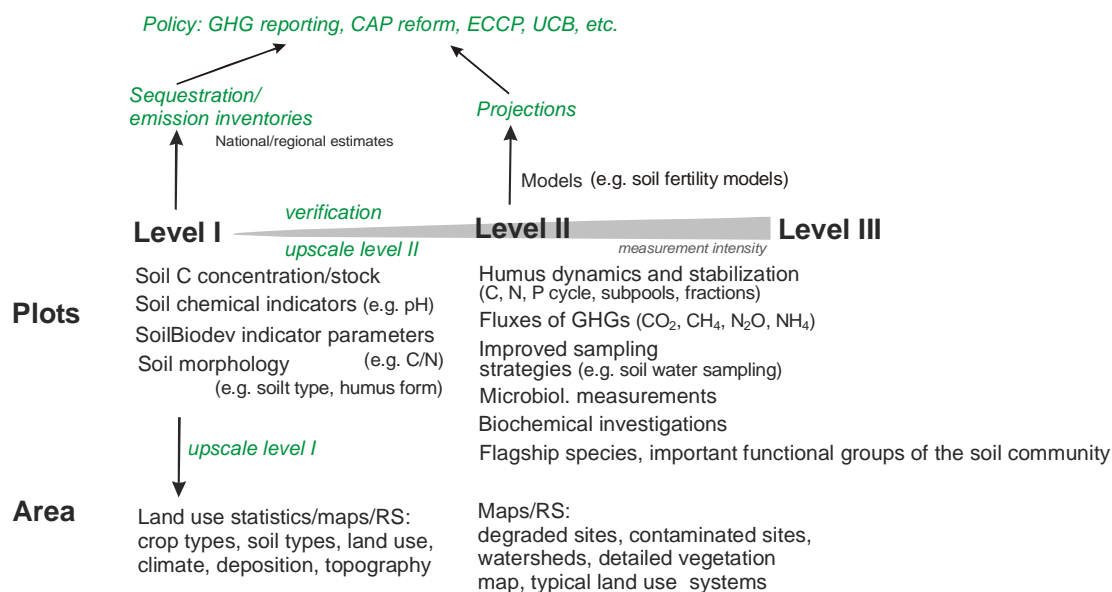 Policy: GHG reporting, CAP reform, ECCP, UCB, etc.
Sequestration/
emission inventories
National/regional estimates
Projections
Models (e.g. soil fertility models)
Level I
verification
upscale level II
Level II
measurement intensity
Level III
Plots
Soil C concentration/stock
Soil chemical indicators (e.g. pH)
SoilBiodev indicator parameters
(e.g. C/N)
Soil morphology
(e.g. soilt type, humus form)
Humus dynamics and stabilization
(C, N, P cycle, subpools, fractions)
Fluxes of GHGs (CO₂, CH₄, N₂O, NH₄)
Improved sampling
strategies (e.g. soil water sampling)
Microbiol. measurements
Biochemical investigations
Flagship species, important functional groups of the soil community
upscale level I
Area
Land use statistics/maps/RS:
crop types, soil types, land use,
climate, deposition, topography
Maps/RS:
degraded sites, contaminated sites,
watersheds, detailed vegetation
map, typical land use systems